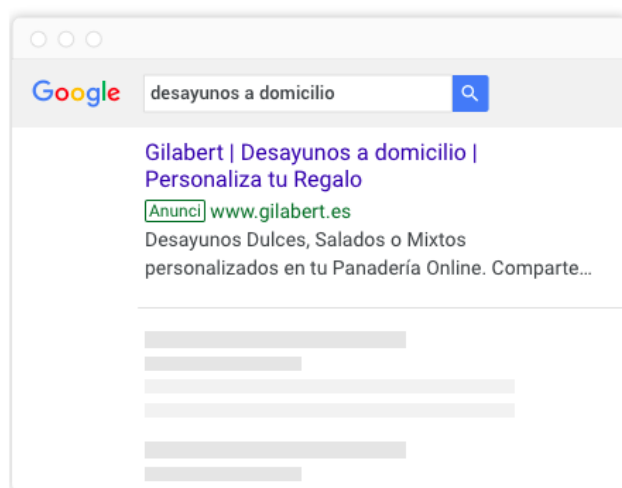 Google desayunos a domicilio
Gilabert | Desayunos a domicilio |
Personaliza tu Regalo
Anunci www.gilabert.es
Desayunos Dulces, Salados o Mixtos
personalizados en tu Panadería Online. Comparte...